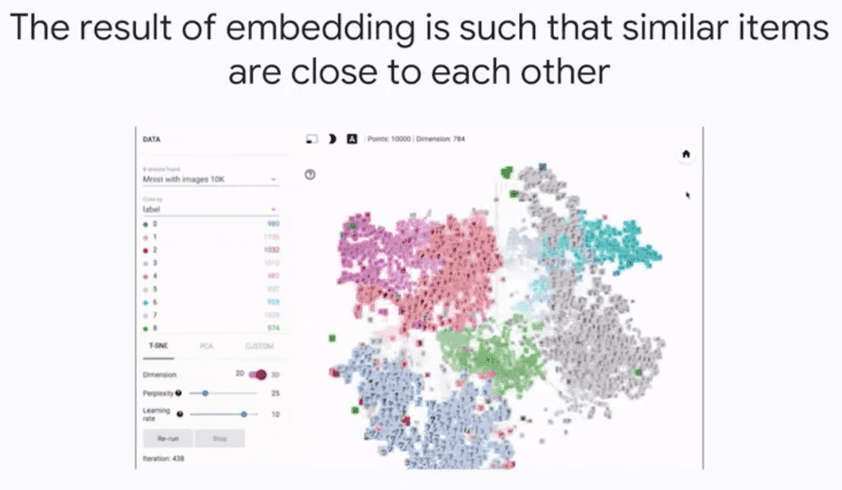 The result of embedding is such that similar items
are close to each other
DATA
Points: 10000 | Dimension: 784
Mnist with images 10K
Color by
label
0 980
1 1135
2 1032
3 1010
4 982
5 892
6 958
7 1028
8 974
T-SNE PCA CUSTOM
Dimension 2D 3D
Perplexity 25
Learning
rate 10
Re-run Stop
Iteration: 438